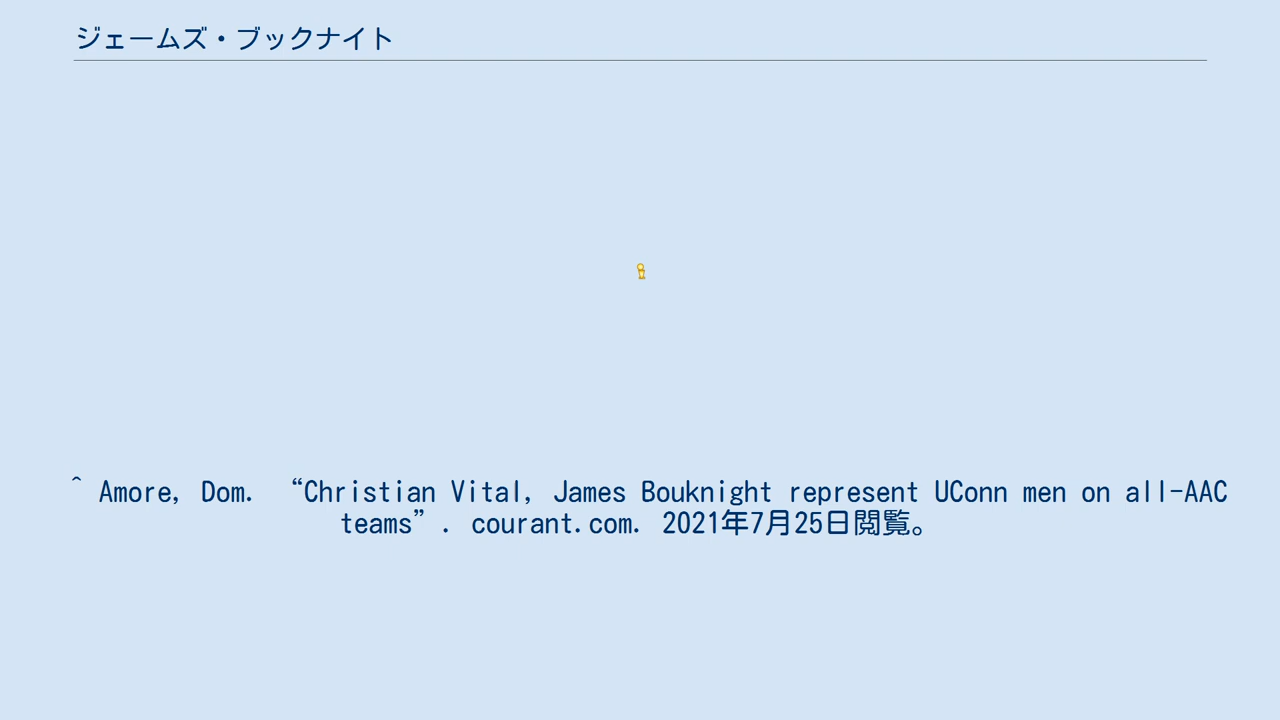 ジェームズ・ブックナイト
^ Amore, Dom. “Christian Vital, James Bouknight represent UConn men on all-AAC
teams”. courant.com. 2021年7月25日閲覧。